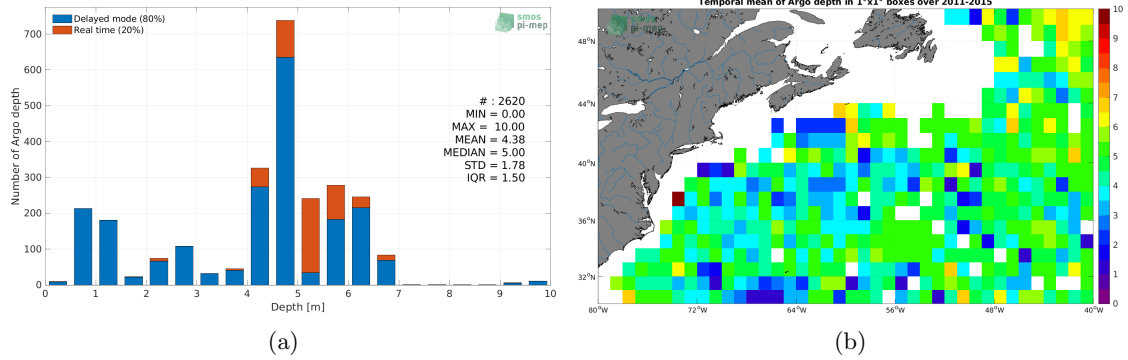 Delayed mode (80%)
Real time (20%)
smos
pi-mep
# : 2620
MIN = 0.00
MAX = 10.00
MEAN = 4.38
MEDIAN = 5.00
STD = 1.78
IQR = 1.50
Number of Argo depth
700
600
500
400
300
200
100
0
0 1 2 3 4 5 6 7 8 9 10
Depth [m]
(a)
Temporal mean of Argo depth in 1°x1° boxes over 2011-2015
smos
pi-mep
48°N
44°N
40°N
36°N
32°N
80°W 72°W 64°W 56°W 48°W 40°W
10
9
8
7
6
5
4
3
2
1
0
(b)